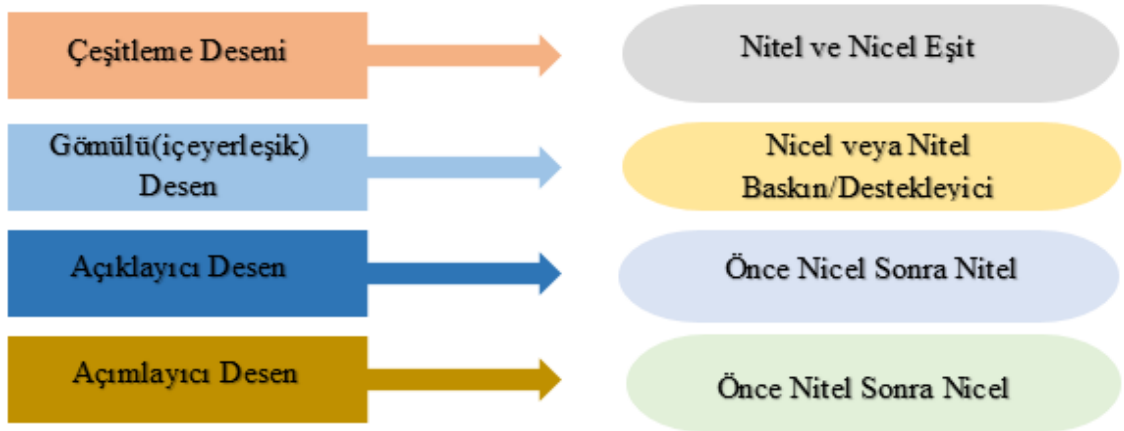 Çeşitleme Deseni
Nitel ve Nicel Eşit
Gömülü(içeyerleşik)
Desen
Nicel veya Nitel
Baskın/Destekleyici
Açıklayıcı Desen
Önce Nicel Sonra Nitel
Açımlayıcı Desen
Önce Nitel Sonra Nicel